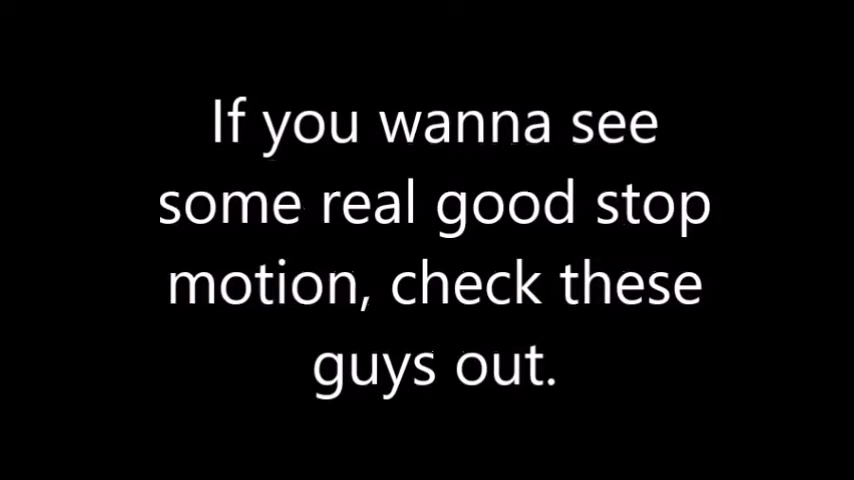 If you wanna see
some real good stop
motion, check these
guys out.